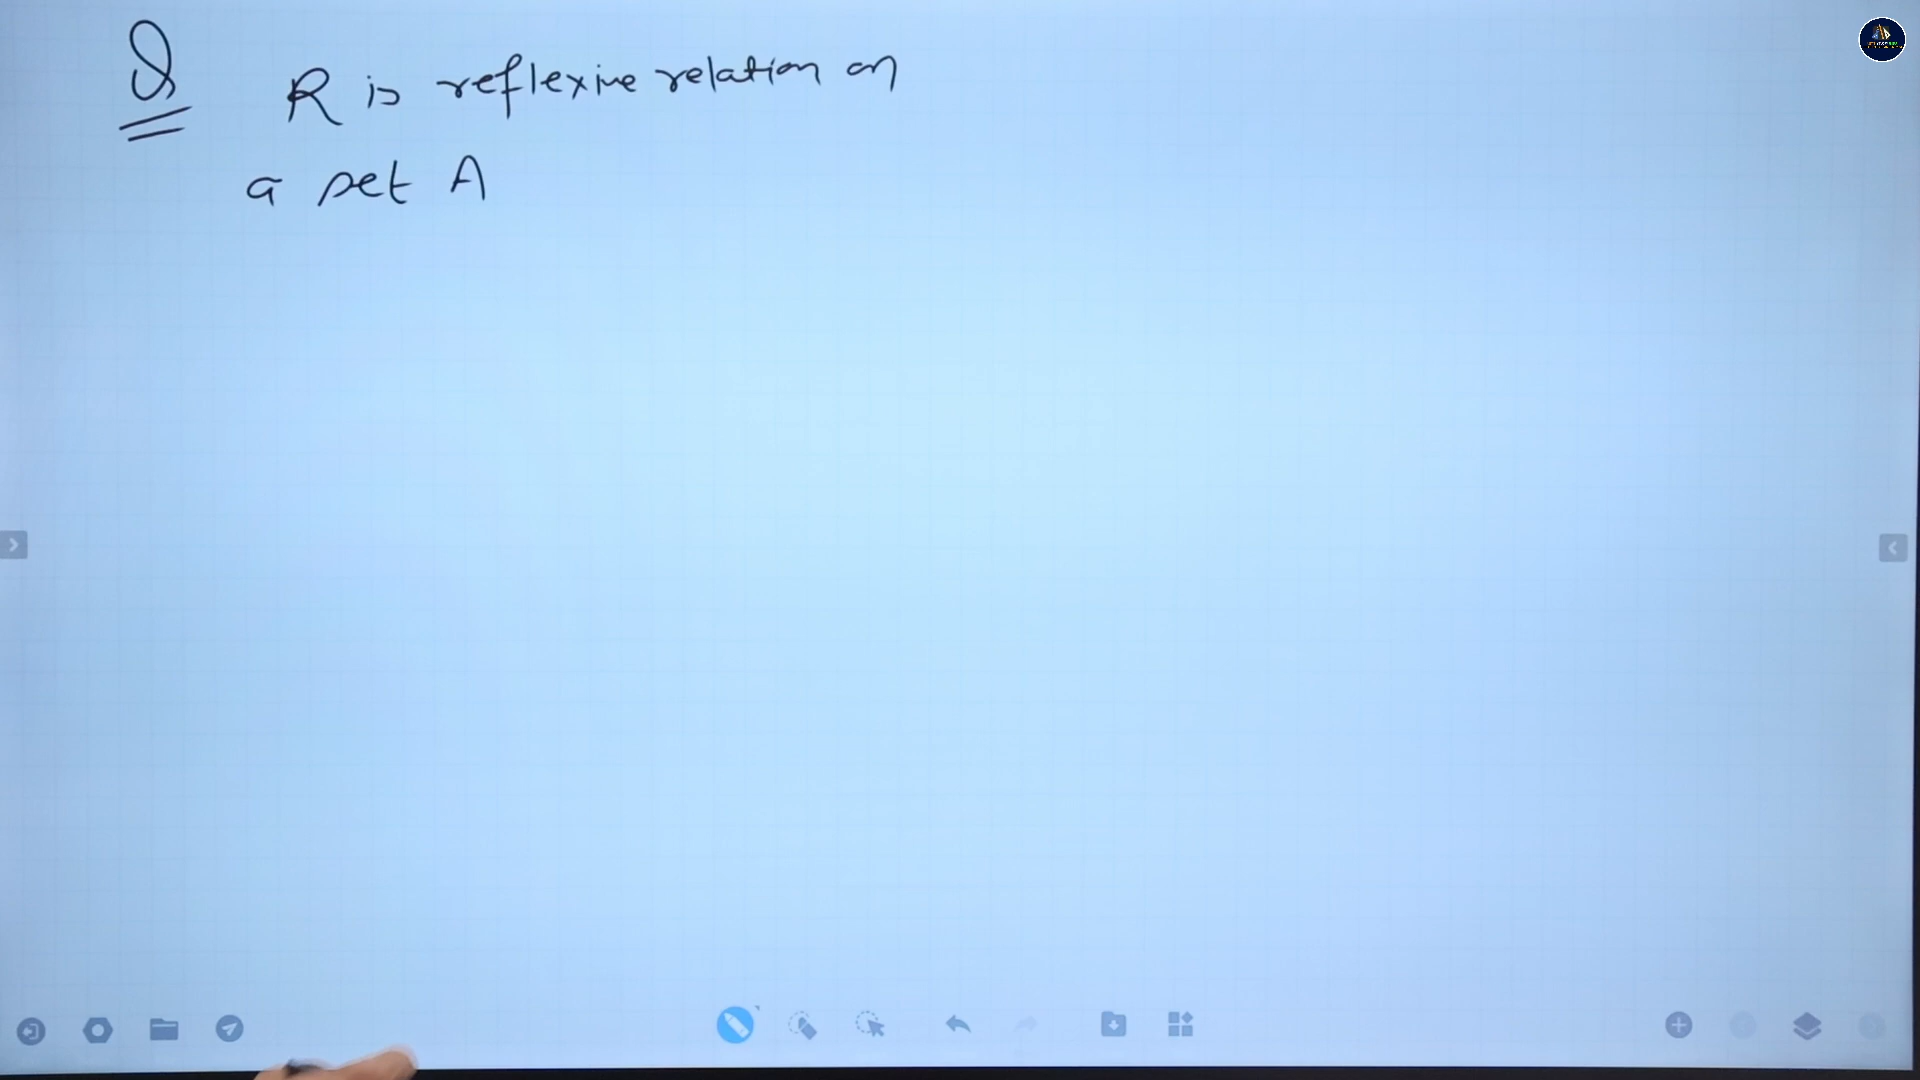 Q R is reflexive relation on
a set A